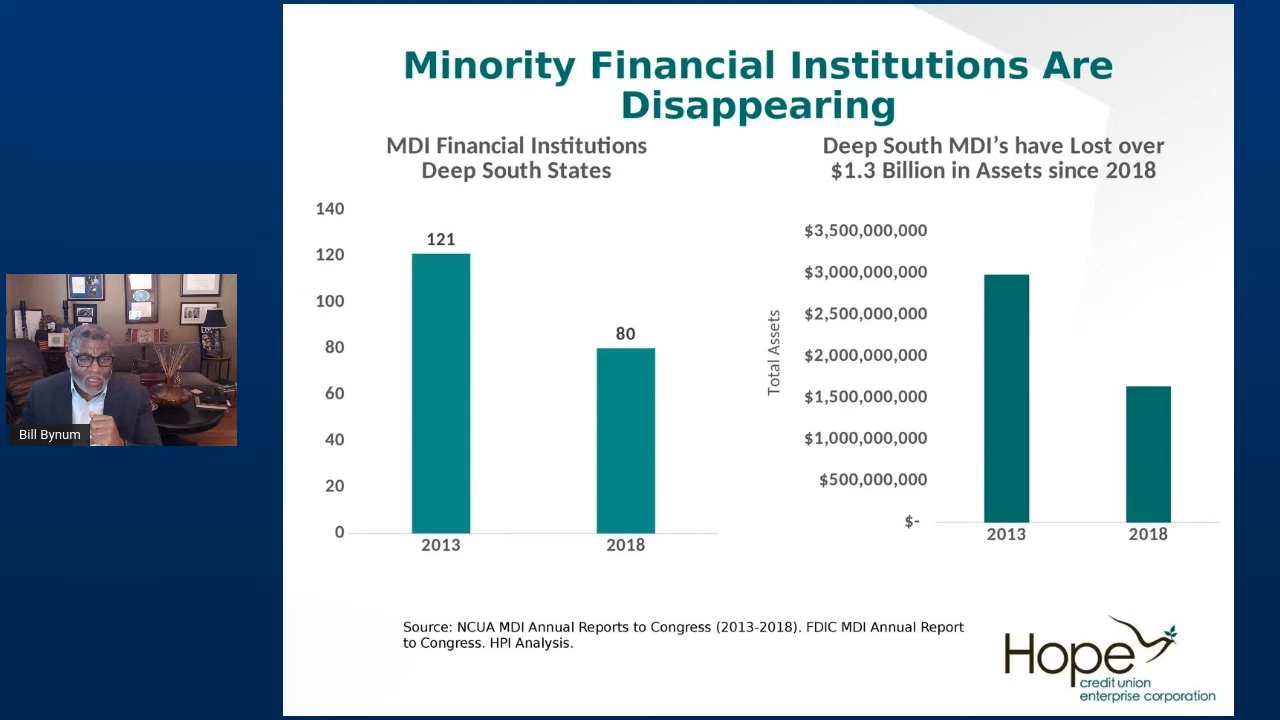 Minority Financial Institutions Are
Disappearing
MDI Financial Institutions
Deep South States
140
120
100
80
60
40
20
0
121
80
2013
2018
Deep South MDI’s have Lost over
$1.3 Billion in Assets since 2018
Total Assets
$3,500,000,000
$3,000,000,000
$2,500,000,000
$2,000,000,000
$1,500,000,000
$1,000,000,000
$500,000,000
$-
2013
2018
Bill Bynum
Source: NCUA MDI Annual Reports to Congress (2013-2018). FDIC MDI Annual Report
to Congress. HPI Analysis.
Hope
credit union
enterprise corporation